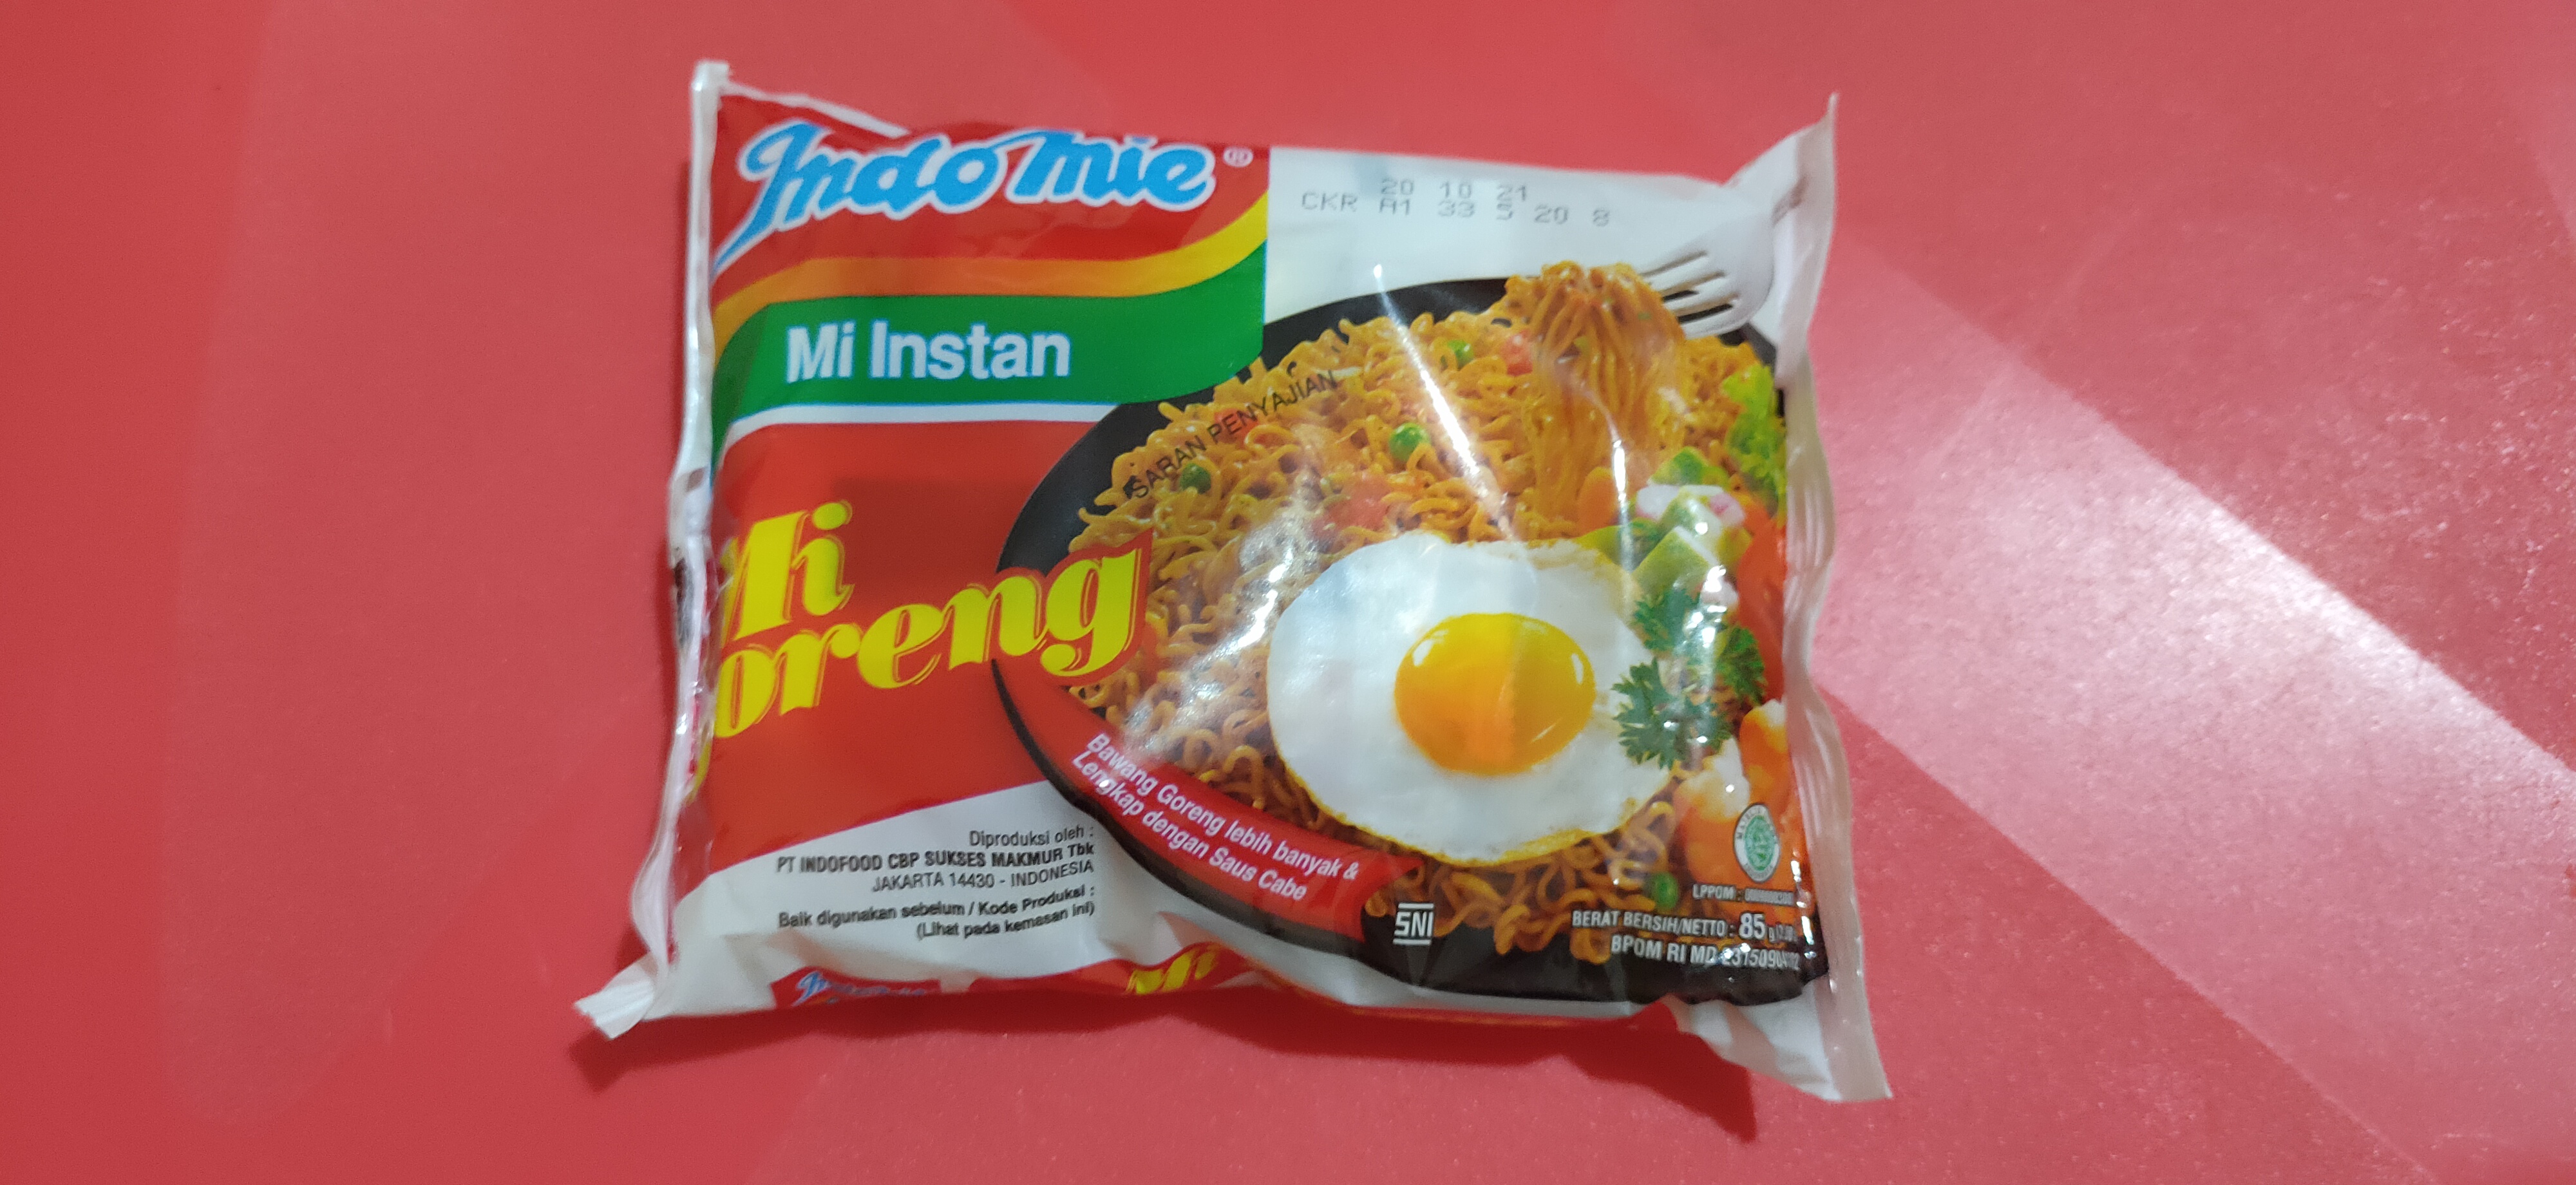 Indomie®
20 10 21
CKR A1 33 5 20 8
Mi Instan
SARAN PENYAJIAN
Mi
oreng
Bawang Goreng lebih banyak &
Lengkap dengan Saus Cabe
Diproduksi oleh :
PT INDOFOOD CBP SUKSES MAKMUR Tbk
JAKARTA 14430 - INDONESIA
Baik digunakan sebelum / Kode Produksi :
(Lihat pada kemasan ini)
SNI
LPPOM :
BERAT BERSIH/NETTO : 85 g
BPOM RI MD
Mi